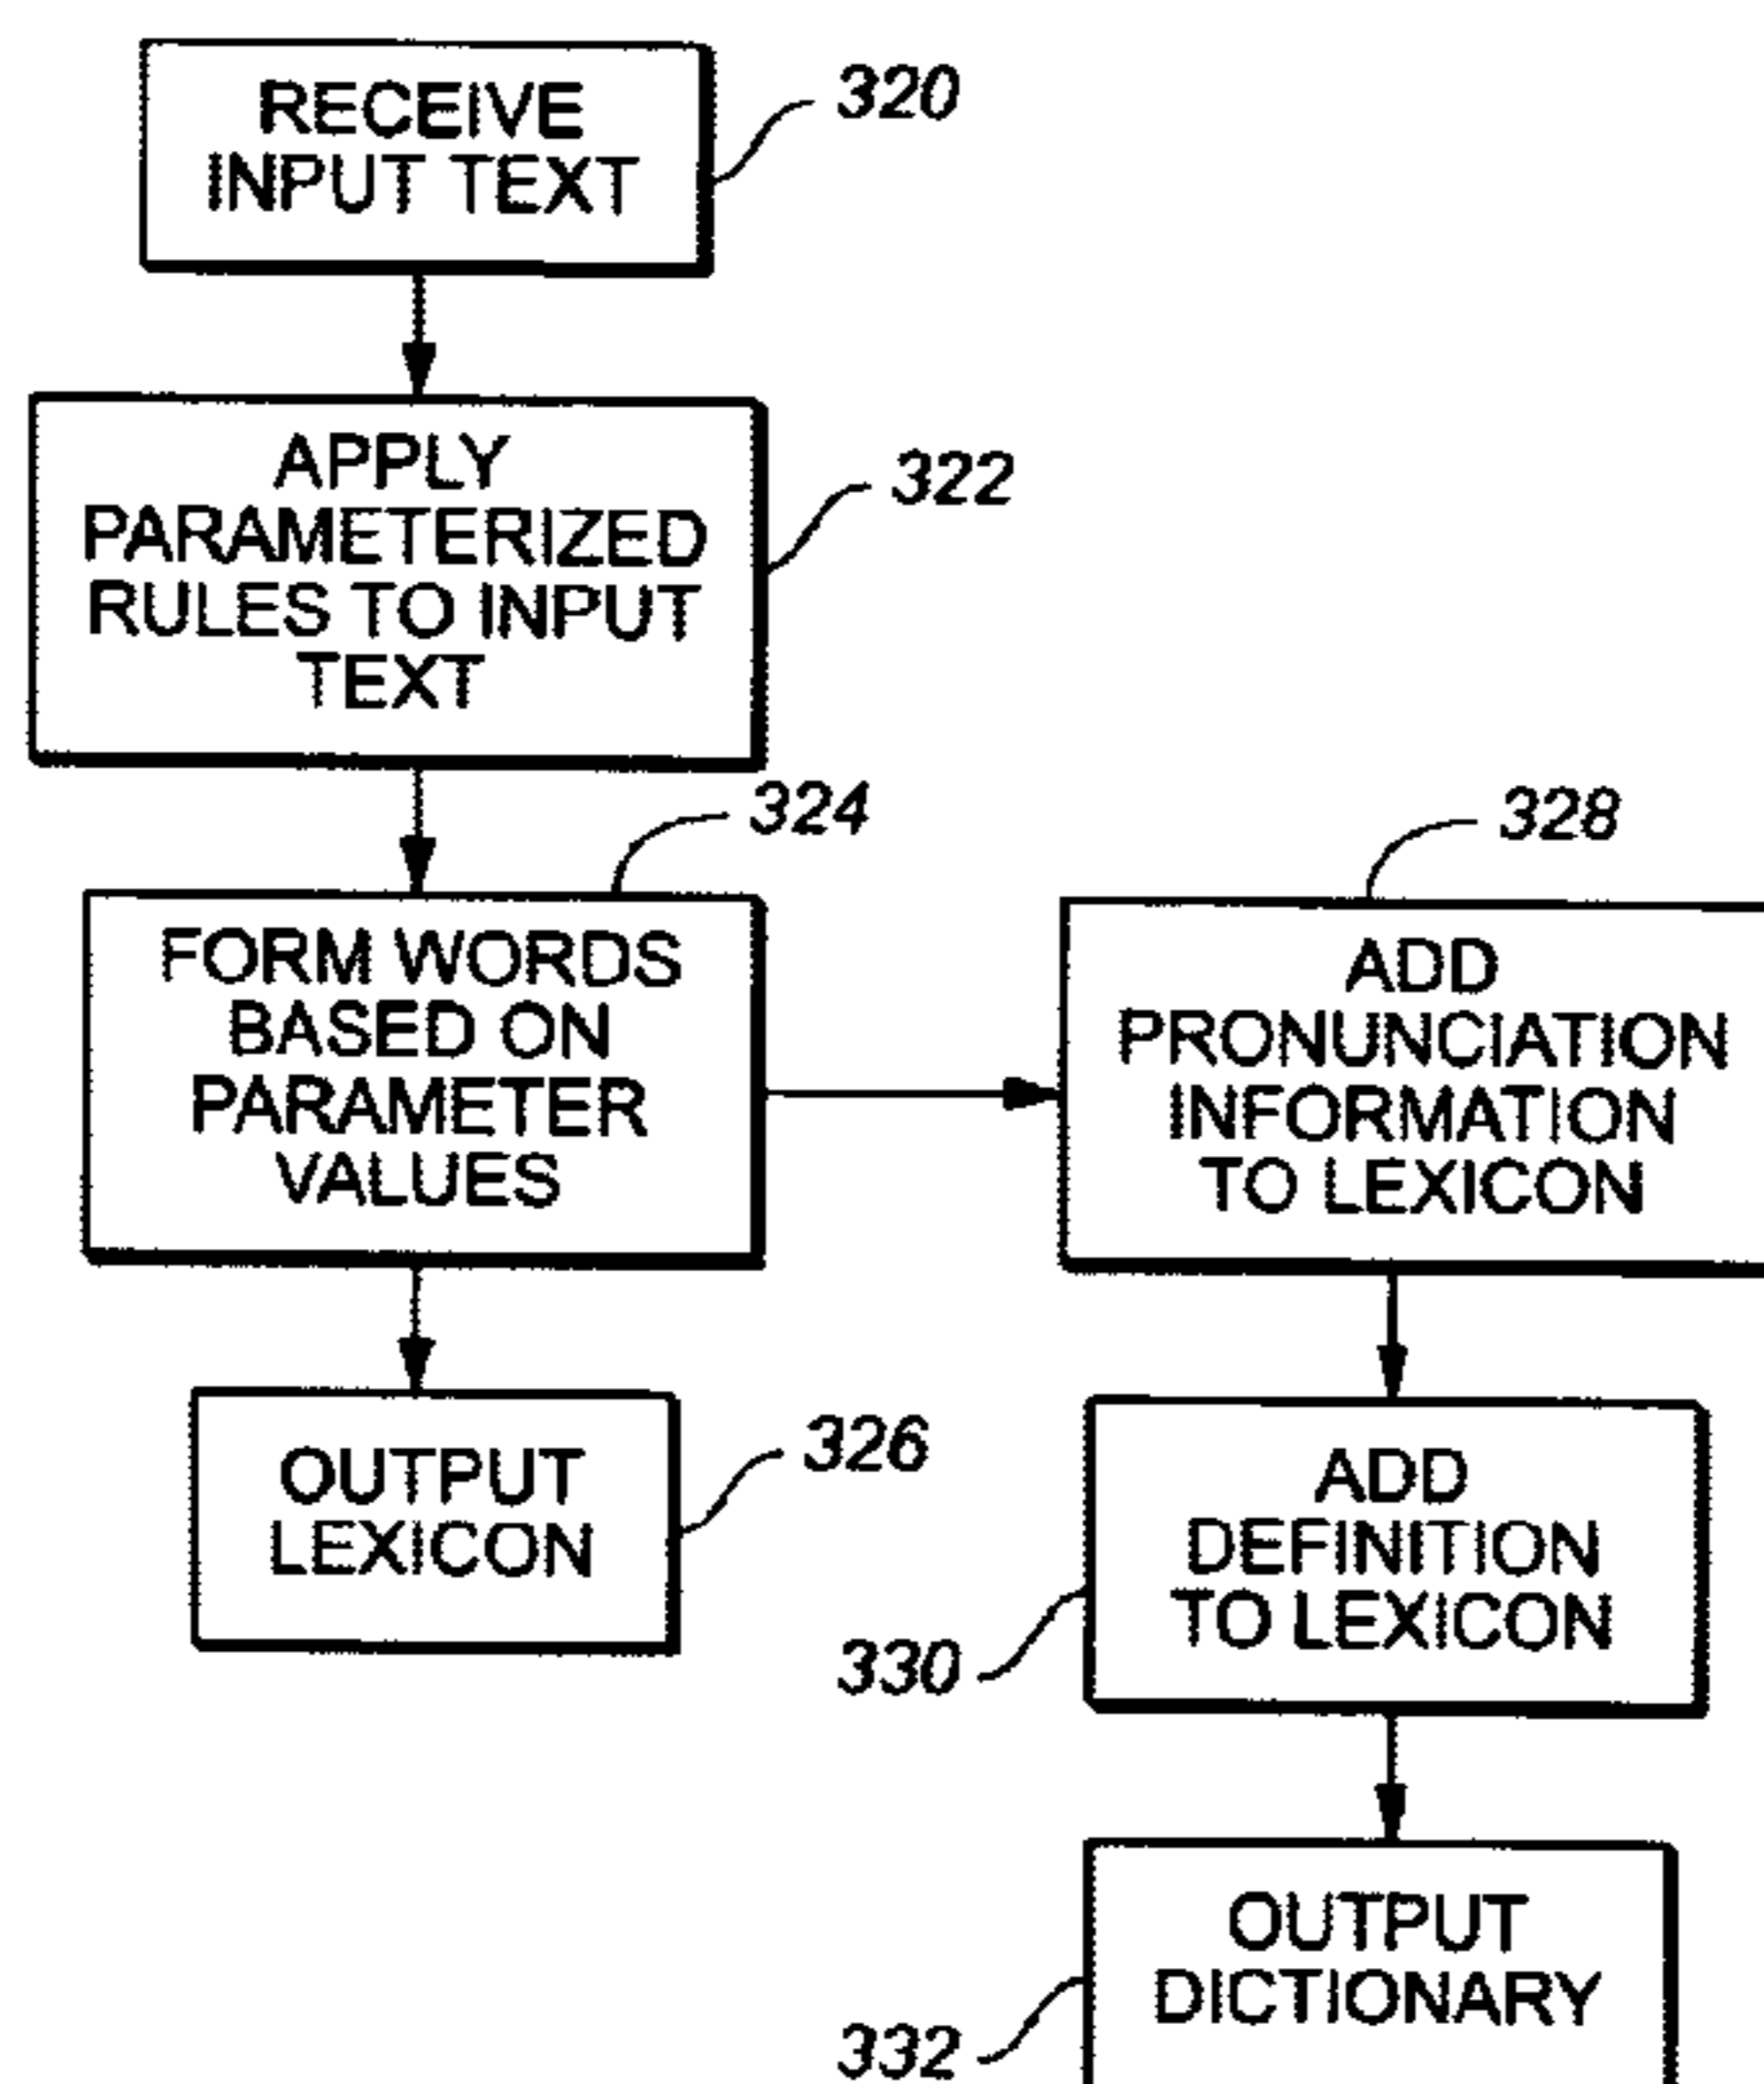 RECEIVE
INPUT TEXT
320
APPLY
PARAMETERIZED
RULES TO INPUT
TEXT
322
324
FORM WORDS
BASED ON
PARAMETER
VALUES
OUTPUT
LEXICON
326
328
ADD
PRONUNCIATION
INFORMATION
TO LEXICON
ADD
DEFINITION
TO LEXICON
330
OUTPUT
DICTIONARY
332